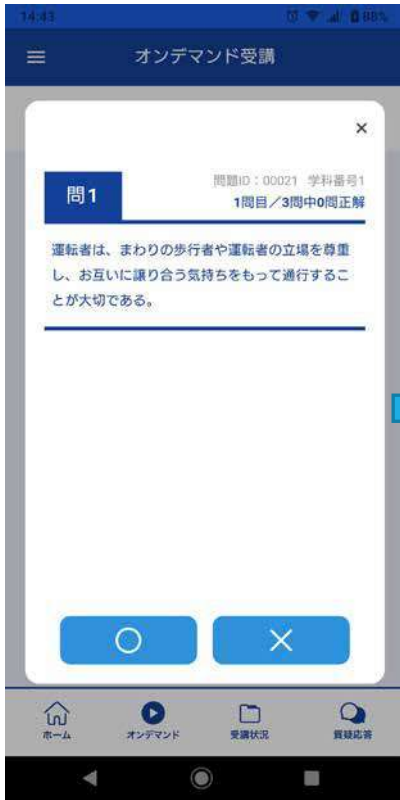 14:43
88%
オンデマンド受講
×
問題ID：00021 学科番号1
問1
1問目／3問中0問正解
運転者は、まわりの歩行者や運転者の立場を尊重
し、お互いに譲り合う気持ちをもって通行するこ
とが大切である。
ホーム オンデマンド 受講状況 質疑応答